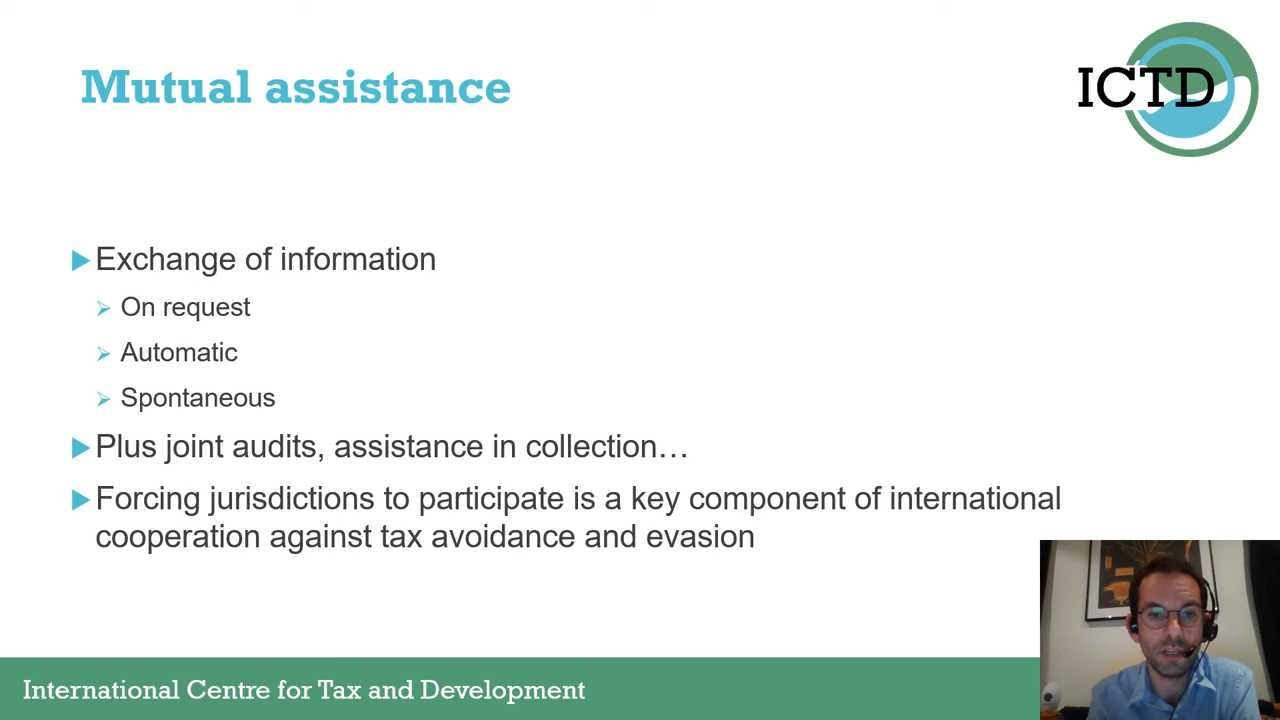 Mutual assistance
ICTD
Exchange of information
On request
Automatic
Spontaneous
Plus joint audits, assistance in collection…
Forcing jurisdictions to participate is a key component of international
cooperation against tax avoidance and evasion
International Centre for Tax and Development